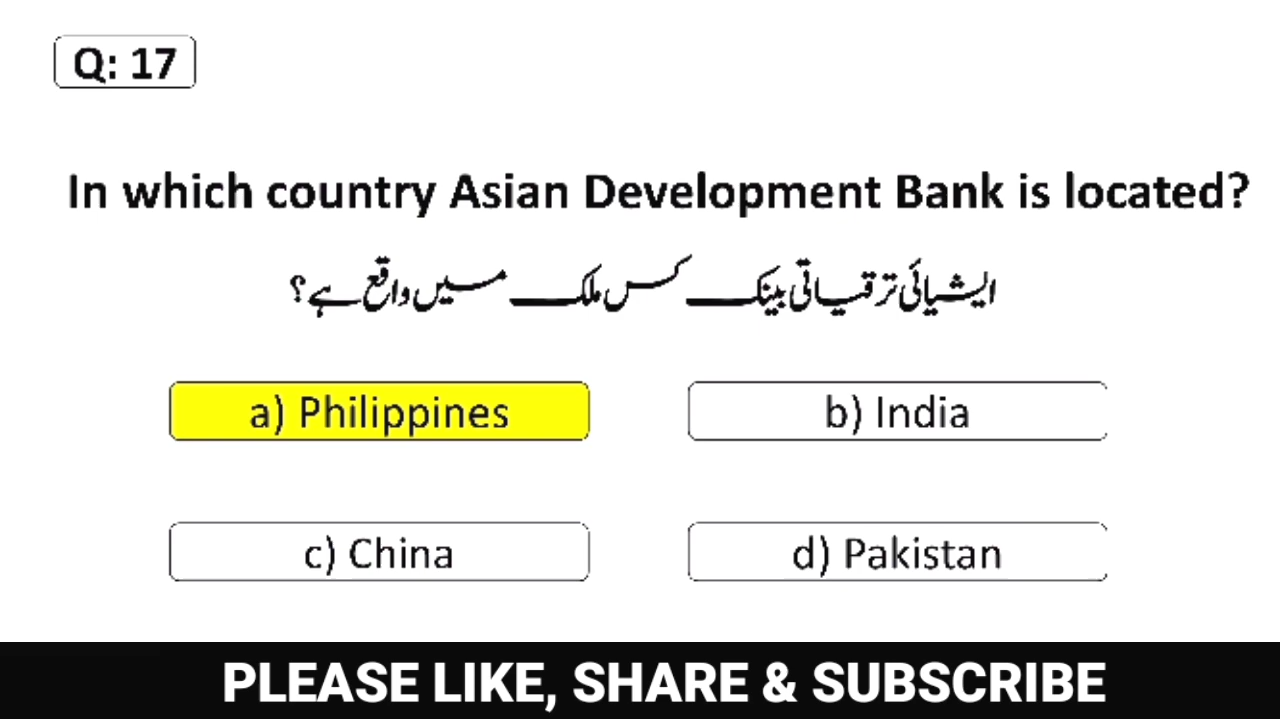 Q: 17
In which country Asian Development Bank is located?
ایشیائی ترقیاتی بینک کس ملک میں واقع ہے؟
a) Philippines
b) India
c) China
d) Pakistan
PLEASE LIKE, SHARE & SUBSCRIBE